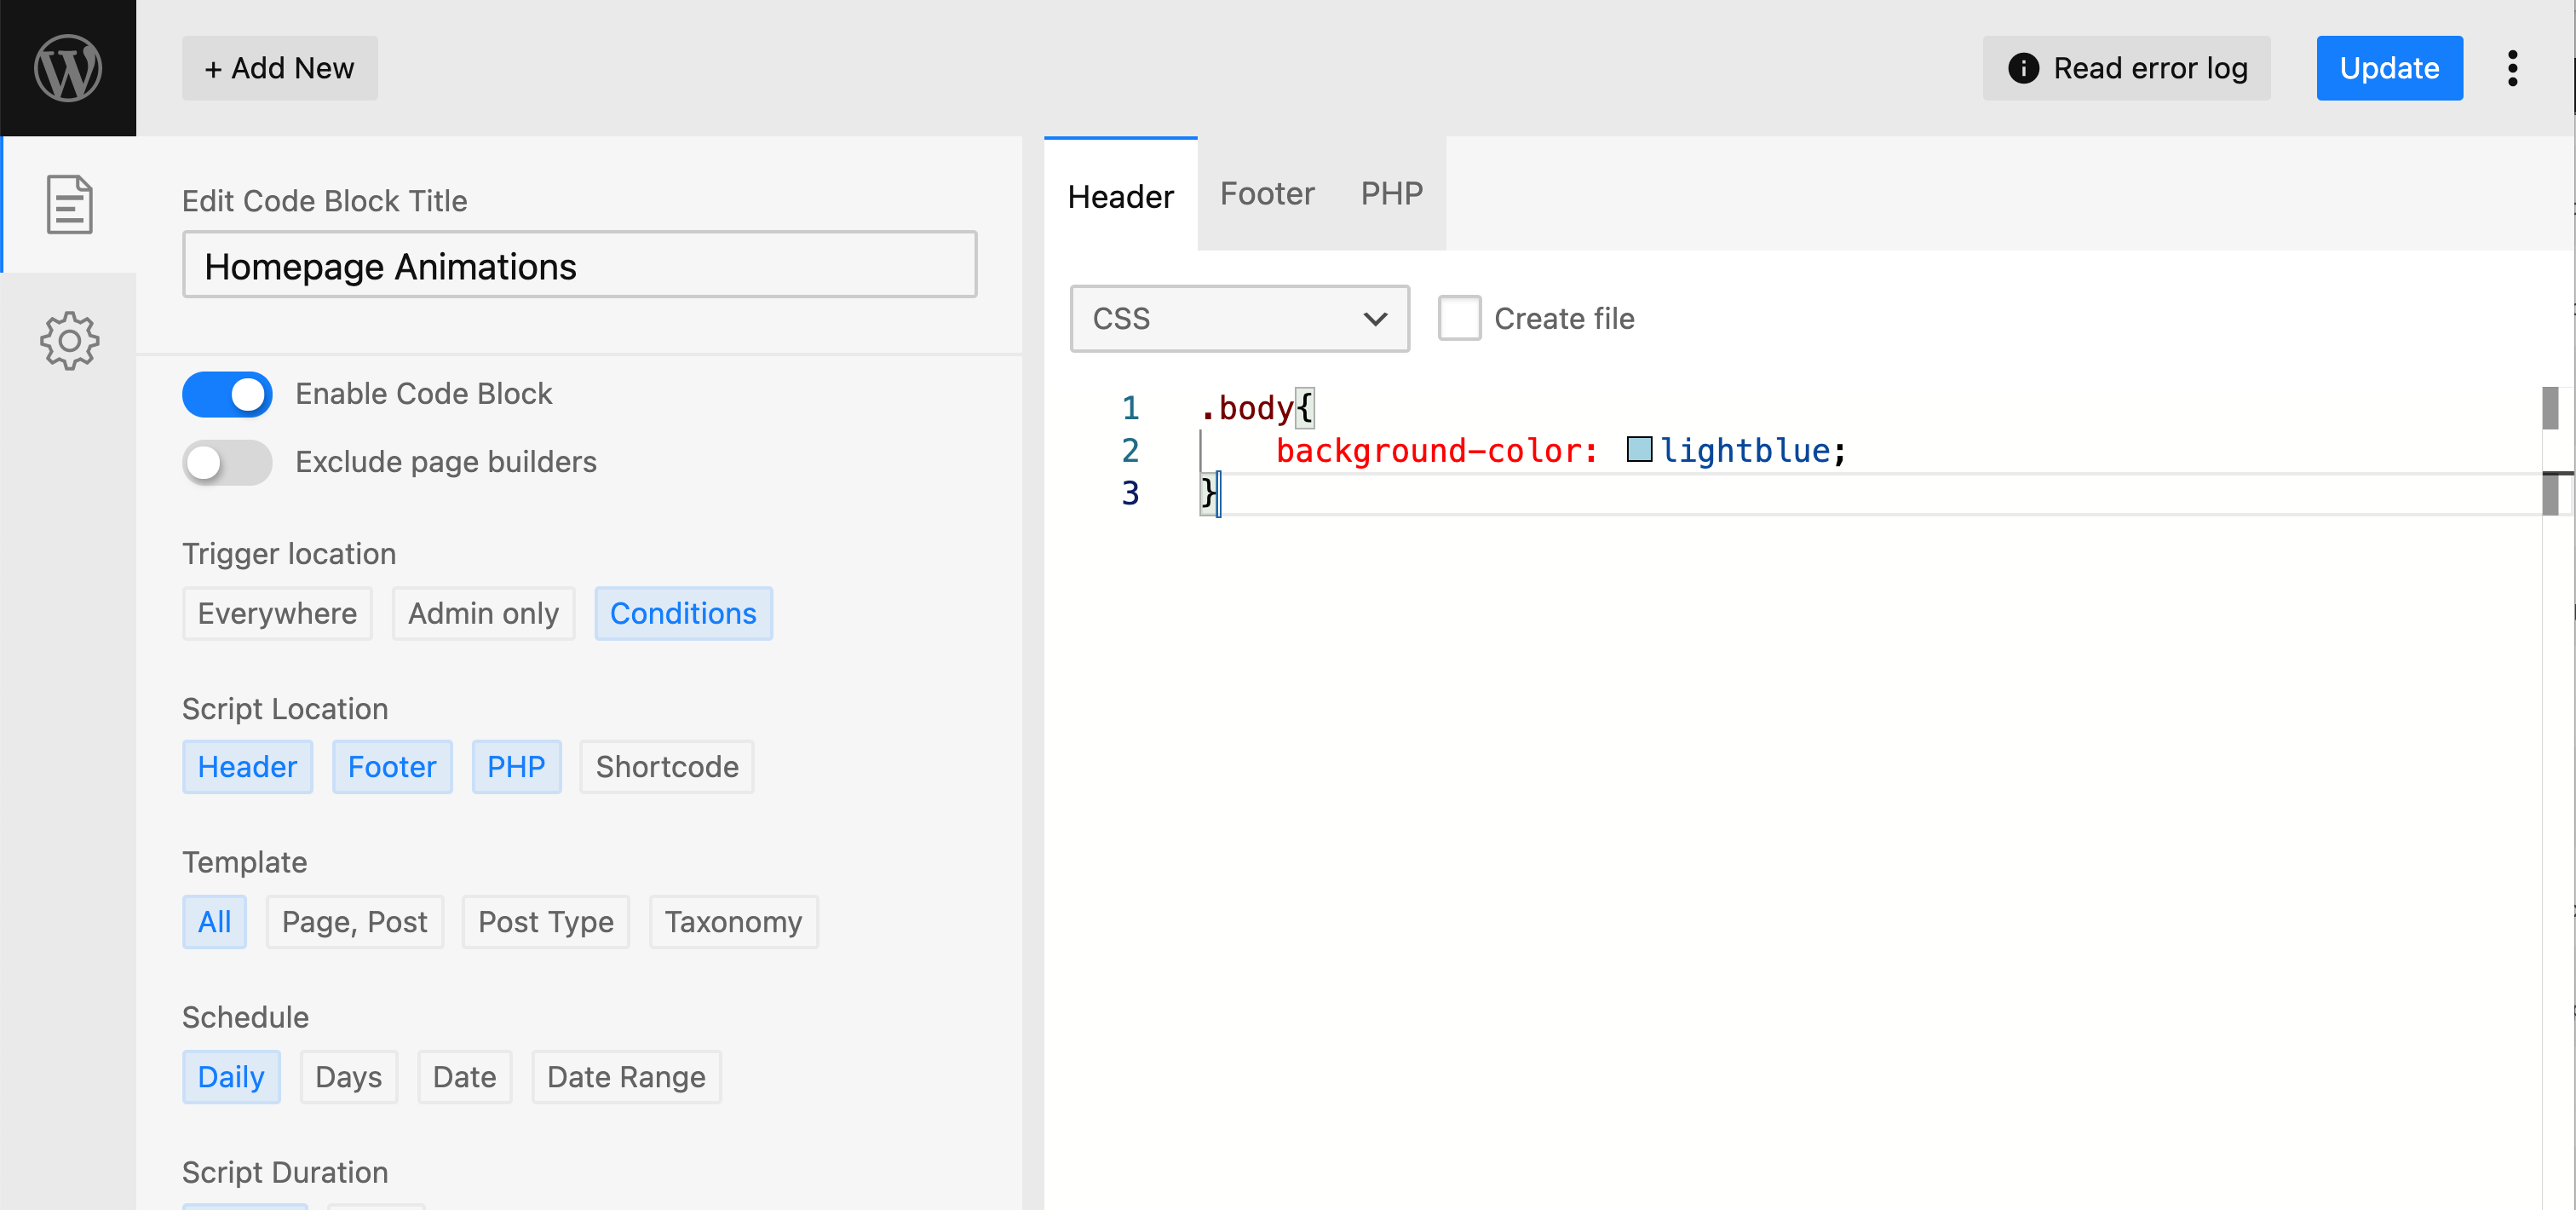 + Add New
Read error log
Update
Edit Code Block Title
Homepage Animations
Enable Code Block
Exclude page builders
Trigger location
Everywhere Admin only Conditions
Script Location
Header Footer PHP Shortcode
Template
All Page, Post Post Type Taxonomy
Schedule
Daily Days Date Date Range
Script Duration
Header Footer PHP
CSS Create file
1 .body{
2 background-color: lightblue;
3 }